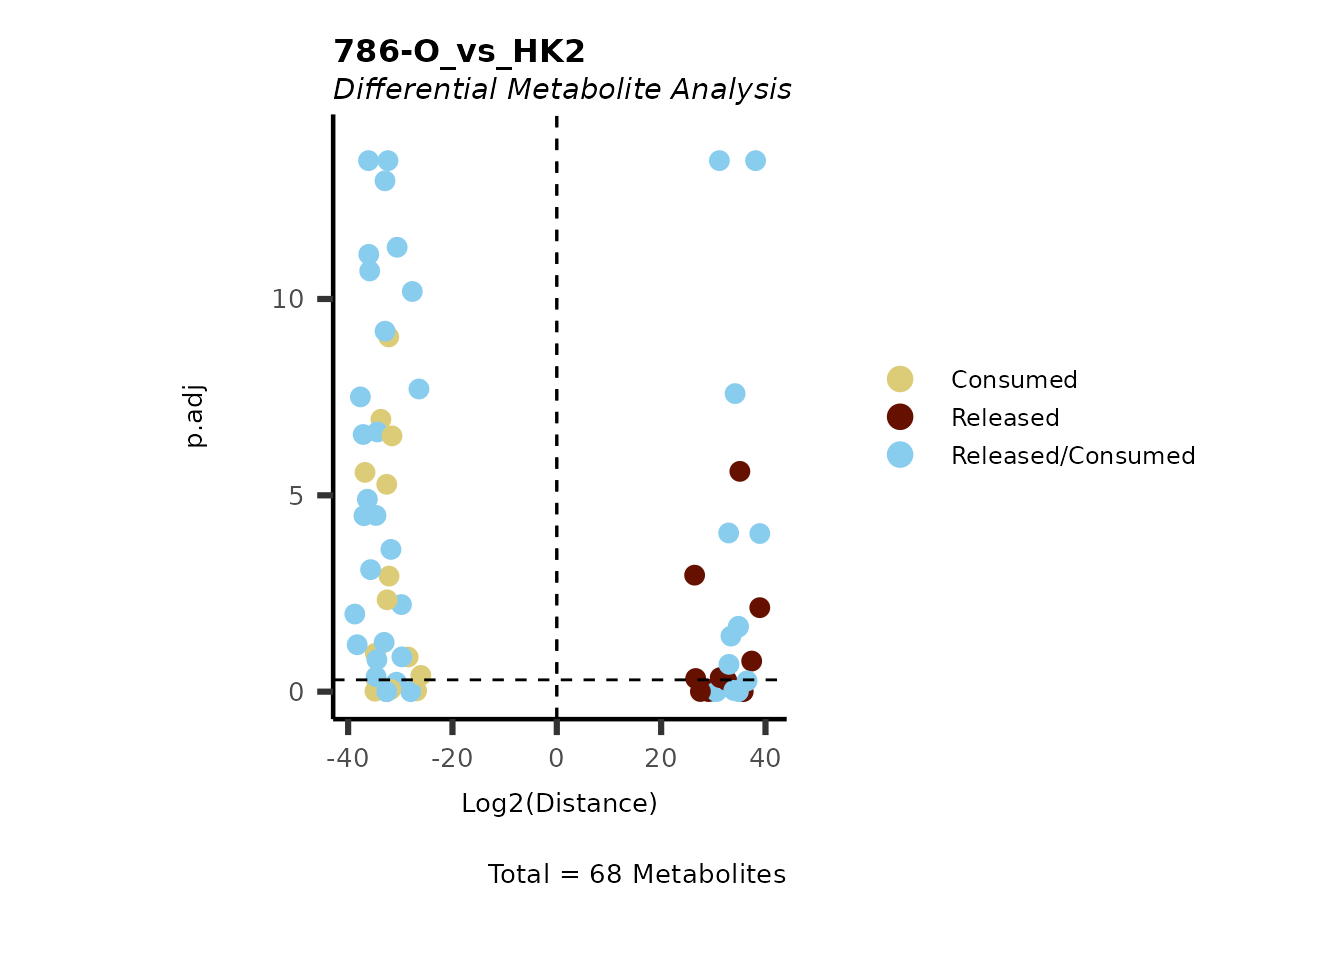 786-O_vs_HK2
Differential Metabolite Analysis
10
5
0
p.adj
-40
-20
0
20
40
Log2(Distance)
Consumed
Released
Released/Consumed
Total = 68 Metabolites